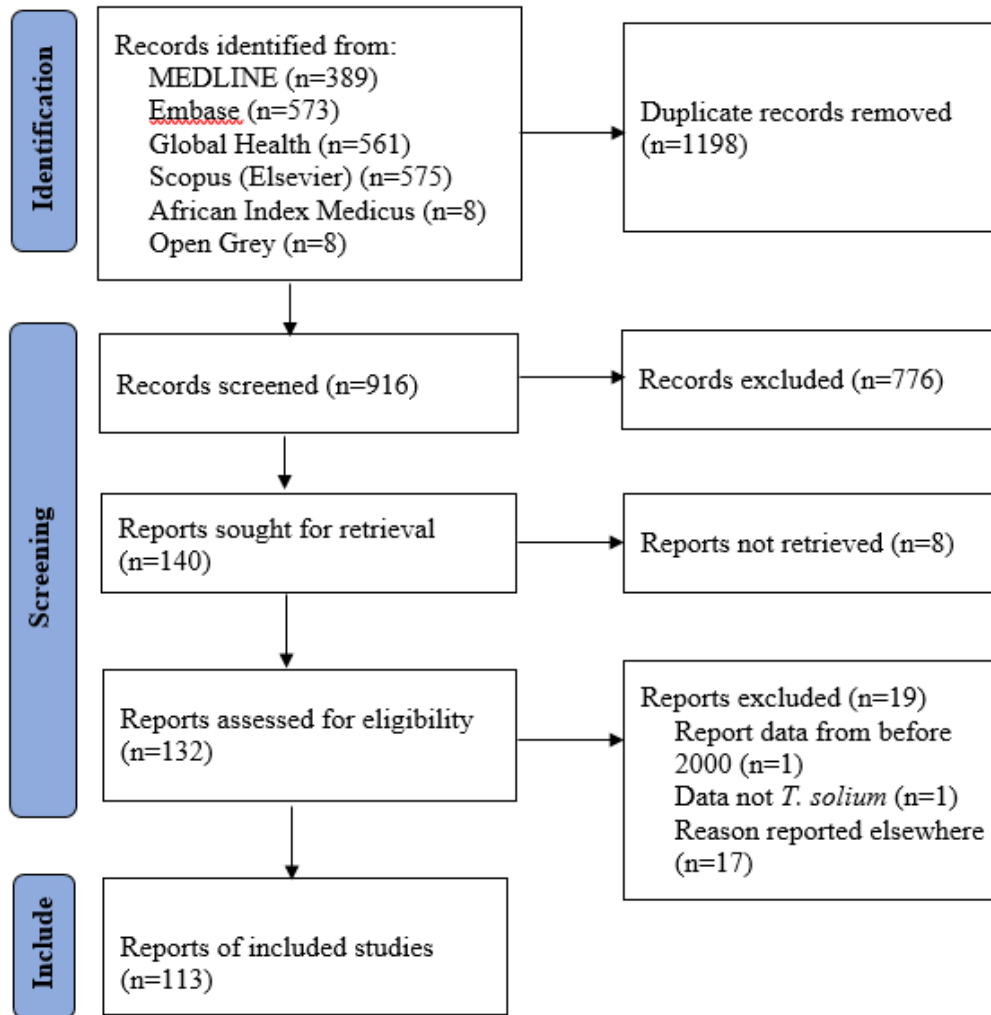 Identification
Records identified from:
MEDLINE (n=389)
Embase (n=573)
Global Health (n=561)
Scopus (Elsevier) (n=575)
African Index Medicus (n=8)
Open Grey (n=8)
Duplicate records removed
(n=1198)
Screening
Records screened (n=916)
Records excluded (n=776)
Reports sought for retrieval
(n=140)
Reports not retrieved (n=8)
Reports assessed for eligibility
(n=132)
Reports excluded (n=19)
Report data from before
2000 (n=1)
Data not T. solium (n=1)
Reason reported elsewhere
(n=17)
Include
Reports of included studies
(n=113)